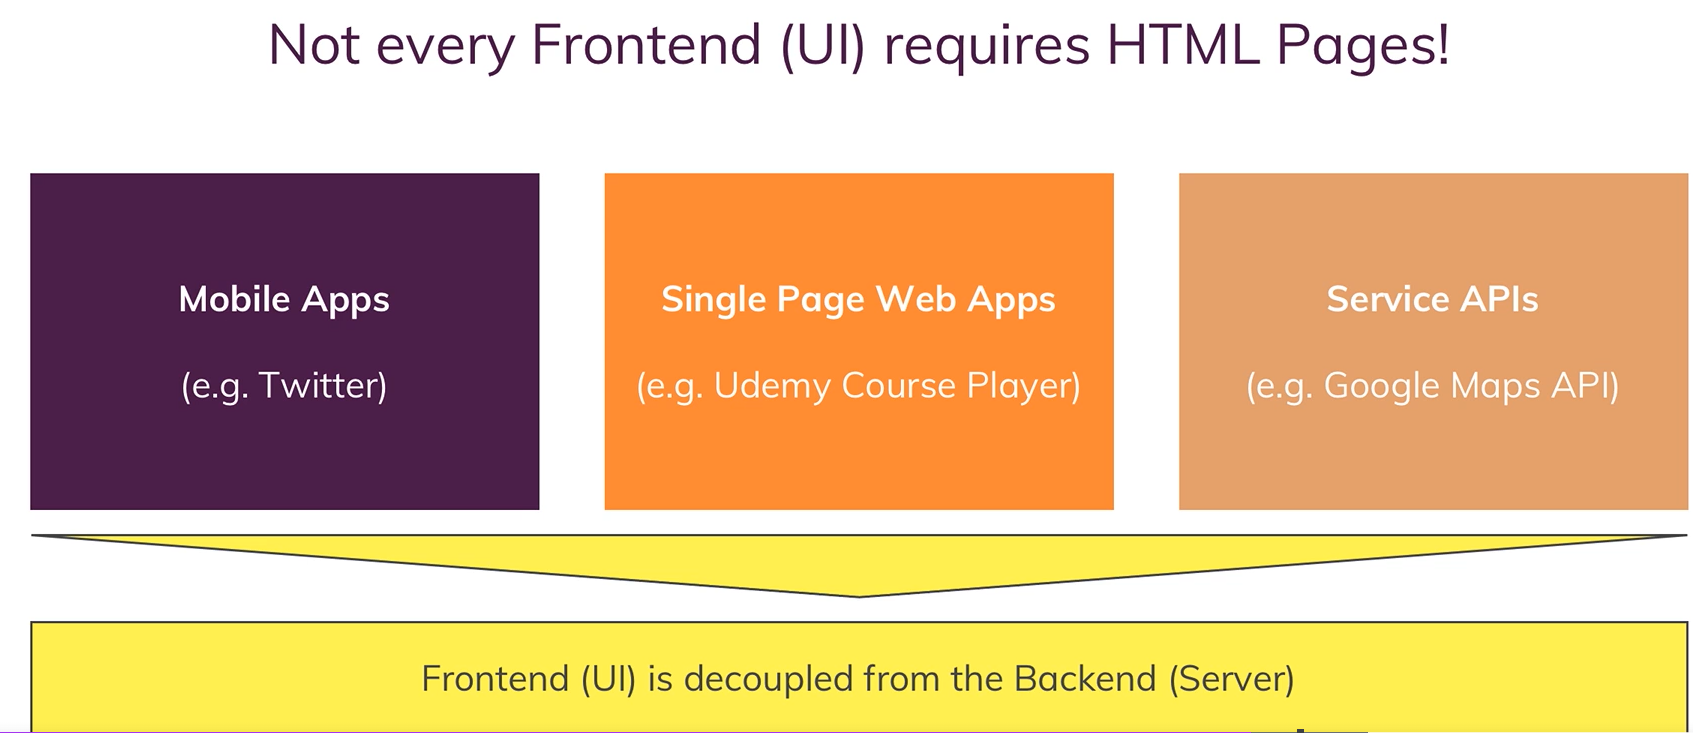 Not every Frontend (UI) requires HTML Pages!
Mobile Apps
(e.g. Twitter)
Single Page Web Apps
(e.g. Udemy Course Player)
Service APIs
(e.g. Google Maps API)
Frontend (UI) is decoupled from the Backend (Server)